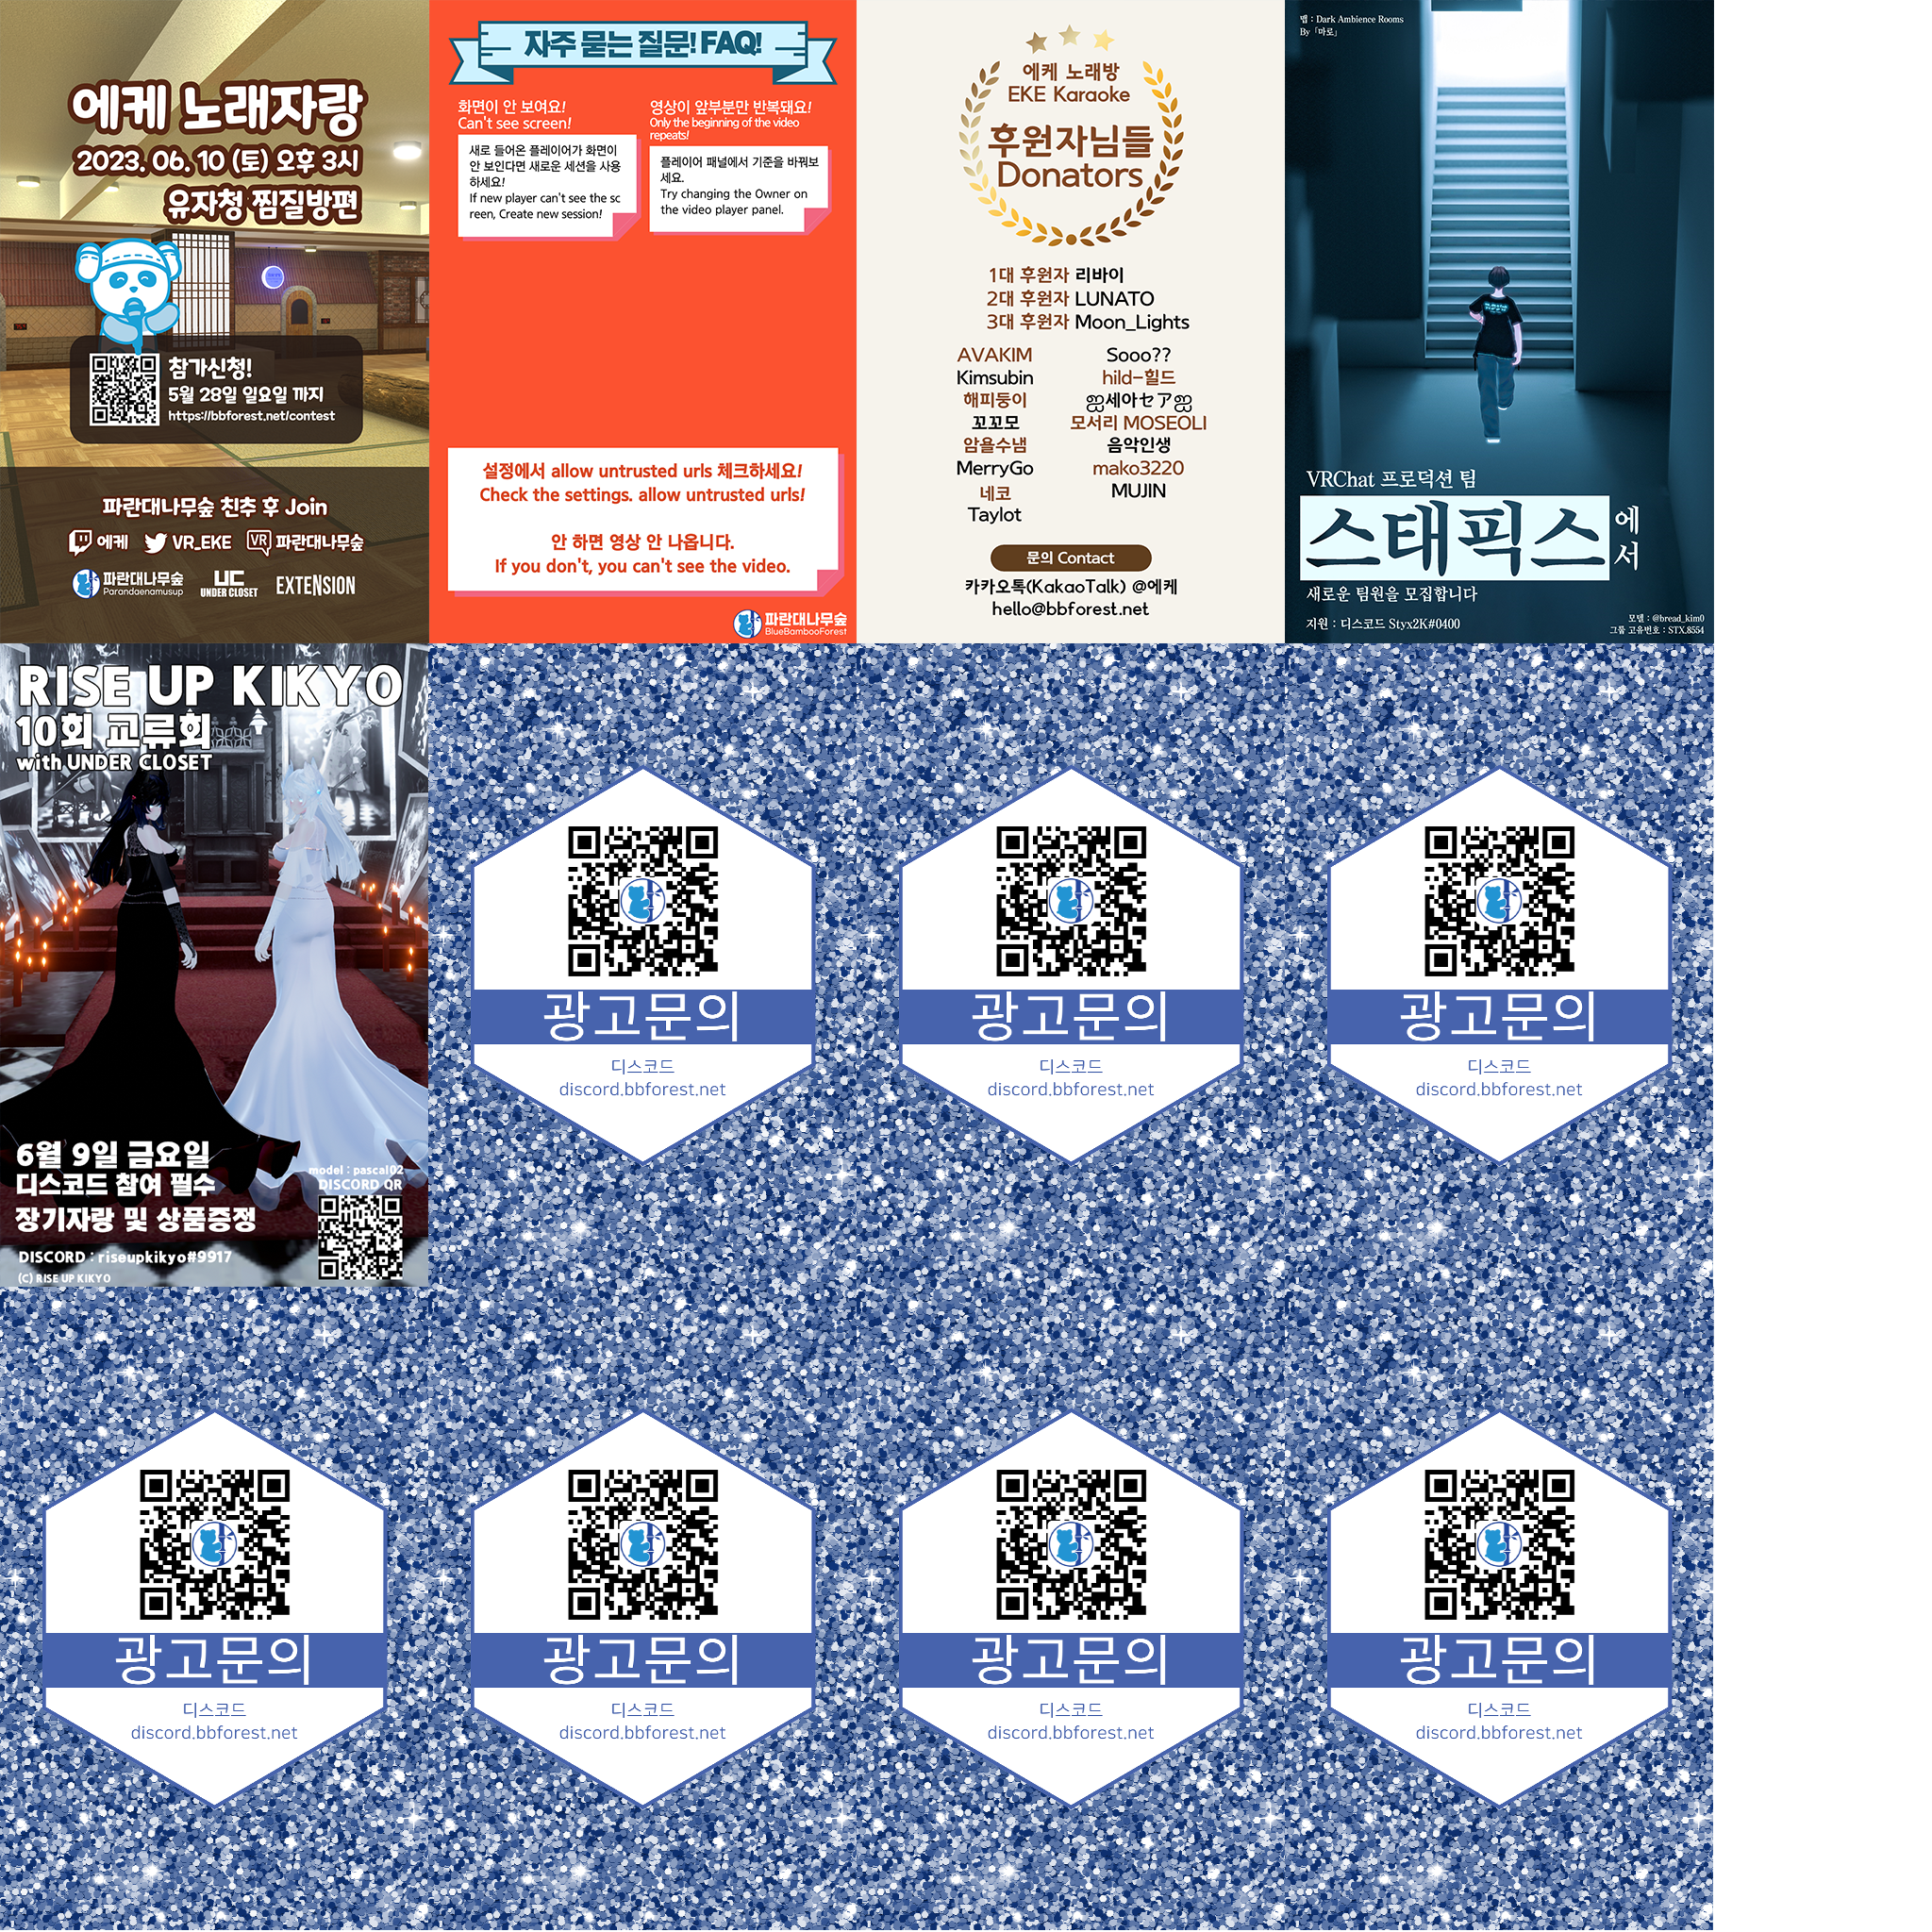 에케 노래자랑
2023. 06. 10 (토) 오후 3시
유자청 찜질방편
참가신청!
5월 28일 일요일 까지
https://bbforest.net/contest
파란대나무숲 친추 후 Join
에케 VR_EKE VR 파란대나무숲
파란대나무숲
Parandaenamusup
UC
UNDER CLOSET
EXTENSION
자주 묻는 질문! FAQ!
화면이 안 보여요!
Can't see screen!
새로 들어온 플레이어가 화면이
안 보인다면 새로운 세션을 사용
하세요!
If new player can't see the sc
reen, Create new session!
영상이 앞부분만 반복돼요!
Only the beginning of the video
repeats!
플레이어 패널에서 기준을 바꿔보
세요.
Try changing the Owner on
the video player panel.
설정에서 allow untrusted urls 체크하세요!
Check the settings. allow untrusted urls!
안 하면 영상 안 나옵니다.
If you don't, you can't see the video.
파란대나무숲
BlueBambooForest
에케 노래방
EKE Karaoke
후원자님들
Donators
1대 후원자 리바이
2대 후원자 LUNATO
3대 후원자 Moon_Lights
AVAKIM
Kimsubin
해피둥이
꼬꼬모
암욜수냄
MerryGo
네코
Taylot
Sooo??
hild-힐드
ஐ세아セアஐ
모서리 MOSEOLI
음악인생
mako3220
MUJIN
문의 Contact
카카오톡(KakaoTalk) @에케
hello@bbforest.net
맵 : Dark Ambience Rooms
By 「마로」
VRChat 프로덕션 팀
스태픽스에서
새로운 팀원을 모집합니다
지원 : 디스코드 Styx2K#0400
모델 : @bread_kim0
그룹 고유번호 : STX.8554
RISE UP KIKYO
10회 교류회
with UNDER CLOSET
6월 9일 금요일
디스코드 참여 필수
장기자랑 및 상품증정
model : pascal02
DISCORD QR
DISCORD : riseupkikyo#9917
(C) RISE UP KIKYO
광고문의
디스코드
discord.bbforest.net
광고문의
디스코드
discord.bbforest.net
광고문의
디스코드
discord.bbforest.net
광고문의
디스코드
discord.bbforest.net
광고문의
디스코드
discord.bbforest.net
광고문의
디스코드
discord.bbforest.net
광고문의
디스코드
discord.bbforest.net